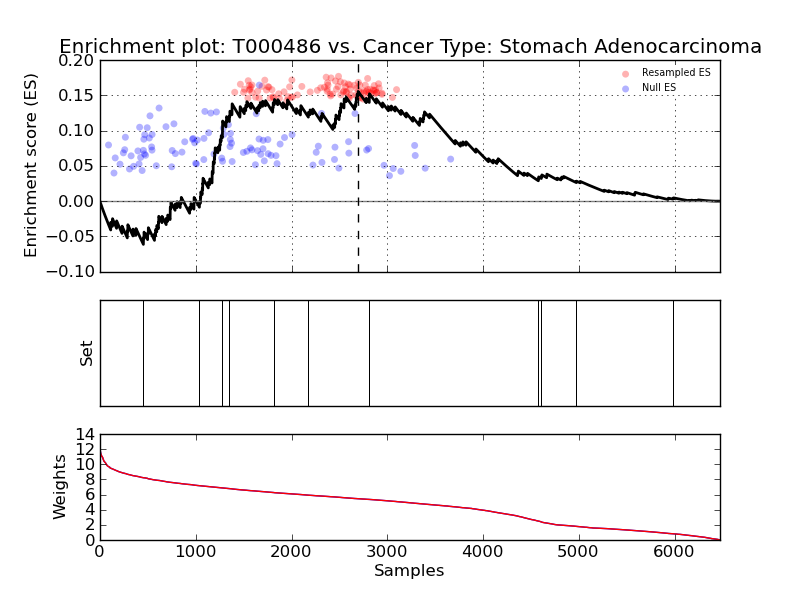 Enrichment plot: T000486 vs. Cancer Type: Stomach Adenocarcinoma
Enrichment score (ES)
0.20
0.15
0.10
0.05
0.00
−0.05
−0.10
Resampled ES
Null ES
Set
Weights
14
12
10
8
6
4
2
0
0 1000 2000 3000 4000 5000 6000
Samples